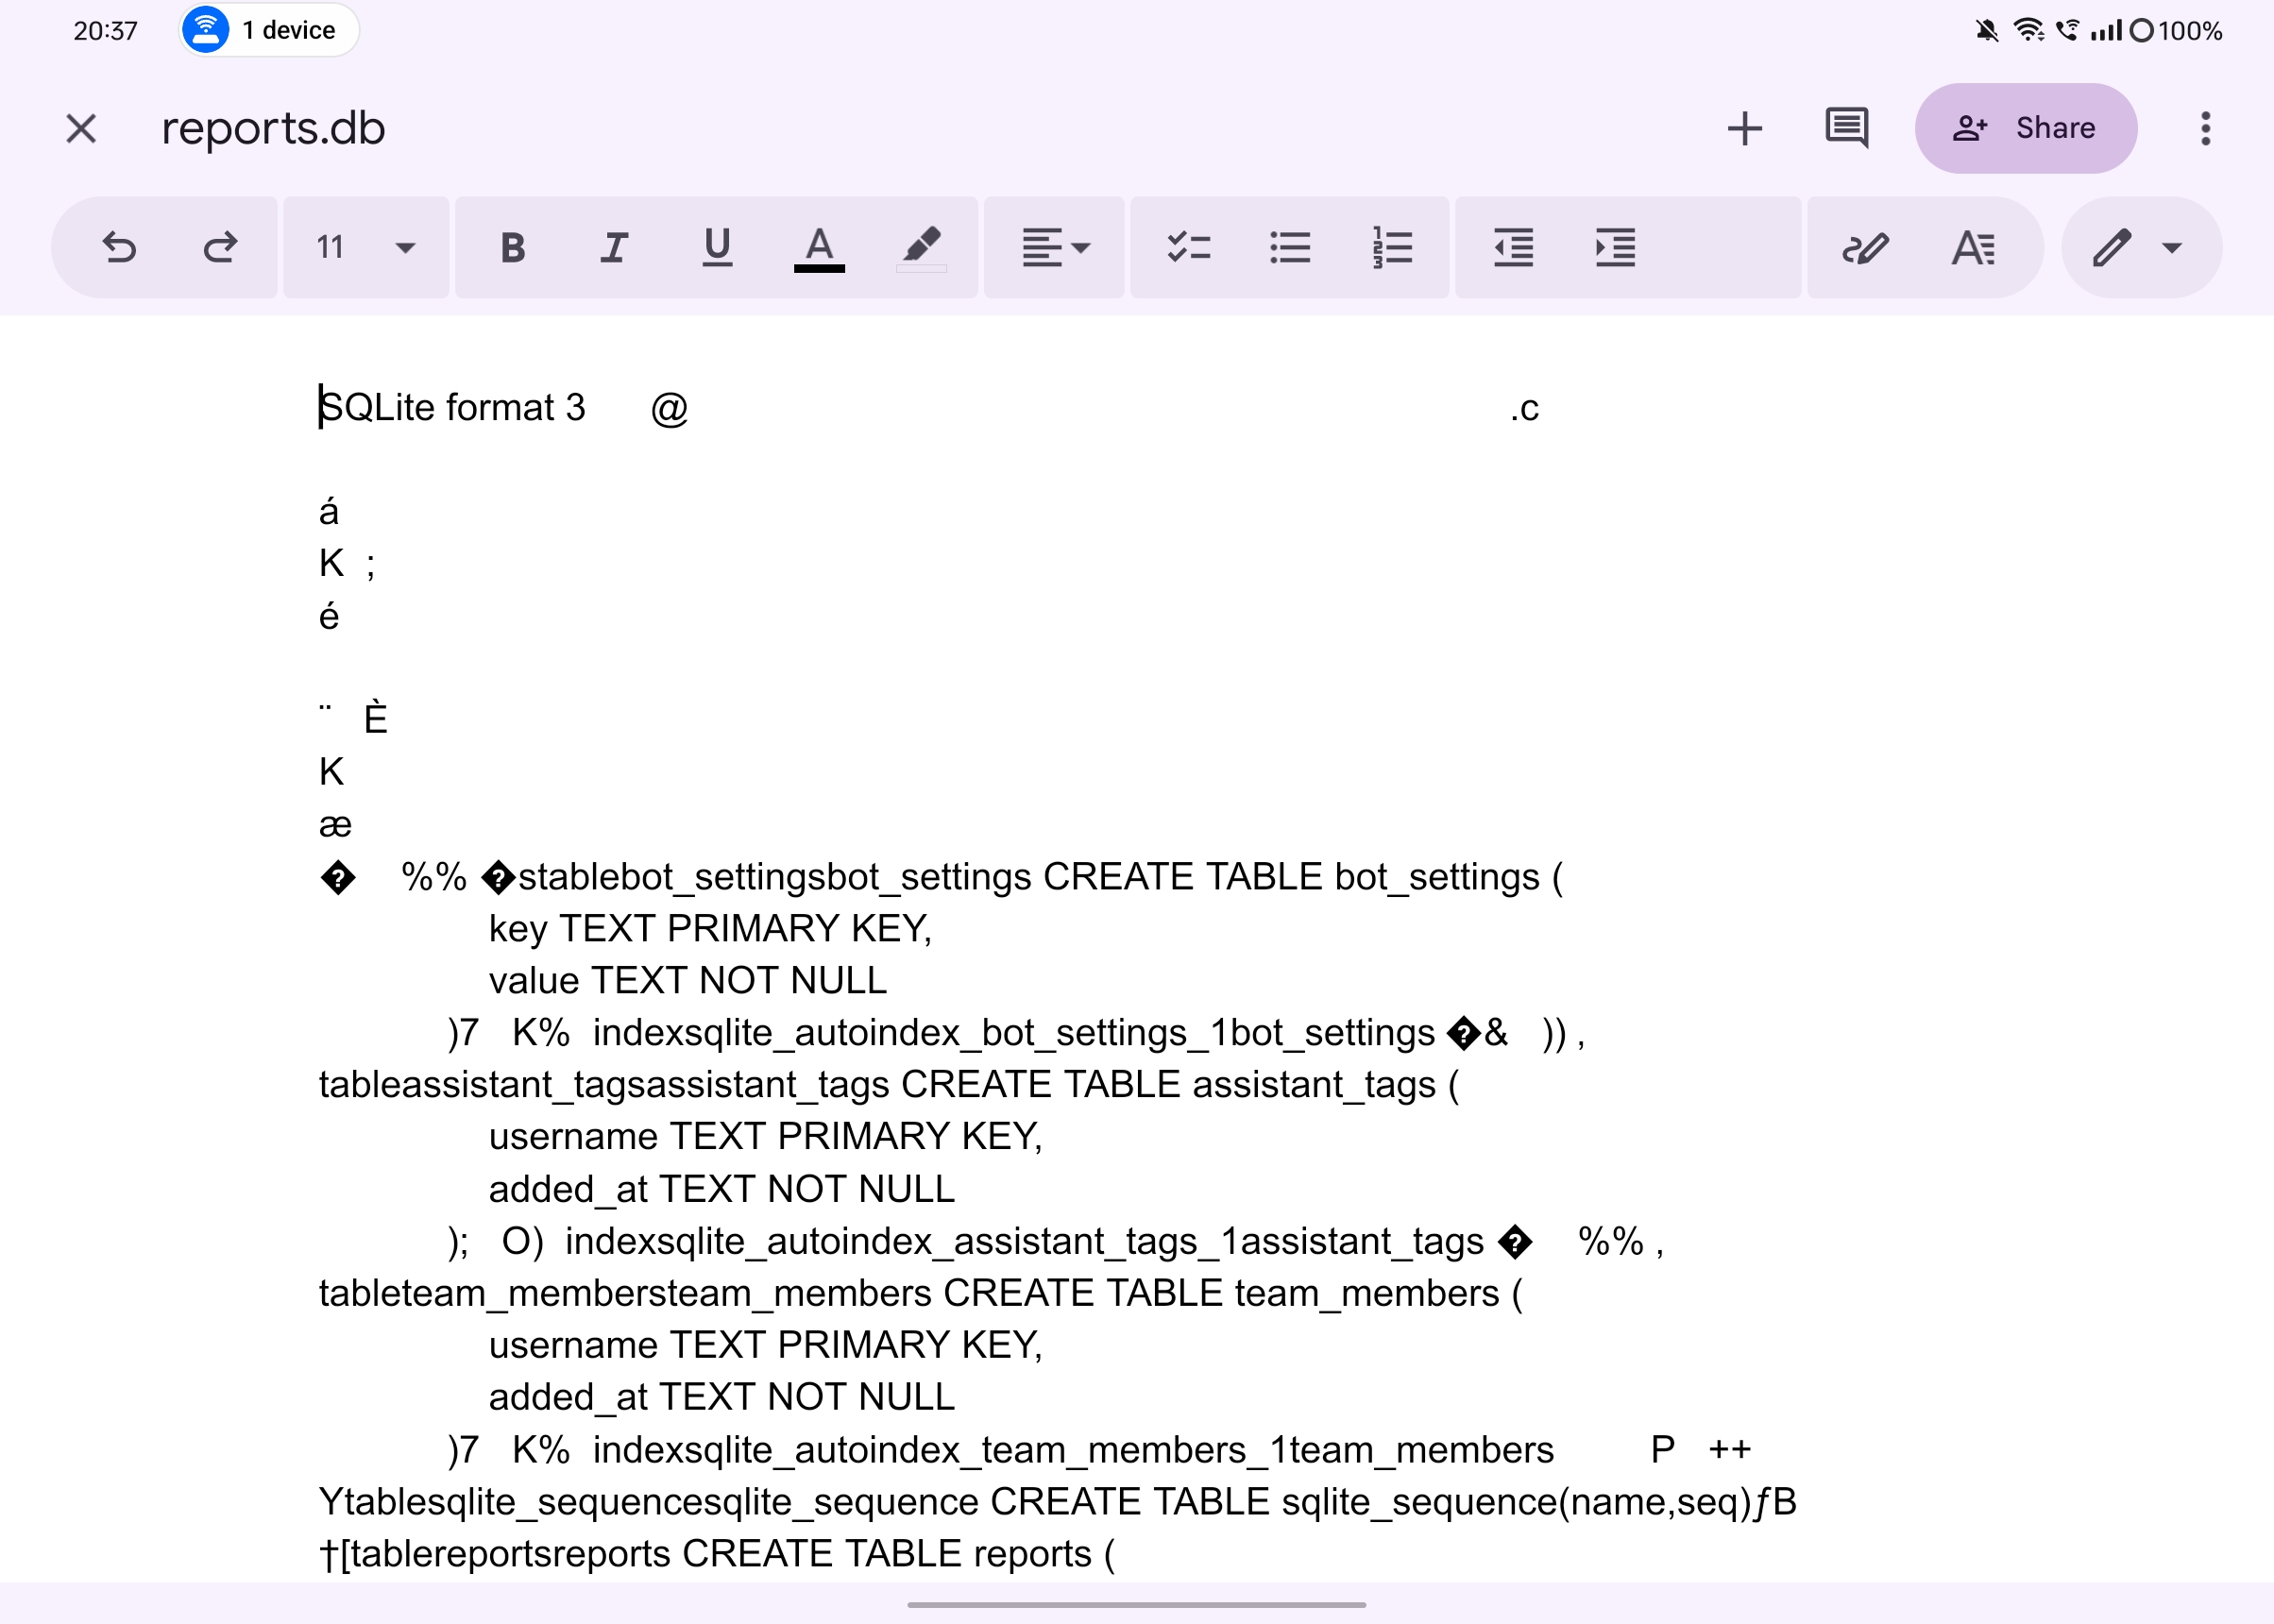 20:37 1 device 100%
reports.db Share
11 B I U A
SQLite format 3 @ .c
á
K ;
é
¨ È
K
æ
� %% �stablebot_settingsbot_settings CREATE TABLE bot_settings (
key TEXT PRIMARY KEY,
value TEXT NOT NULL
)7 K% indexsqlite_autoindex_bot_settings_1bot_settings �& )) ,
tableassistant_tagsassistant_tags CREATE TABLE assistant_tags (
username TEXT PRIMARY KEY,
added_at TEXT NOT NULL
); O) indexsqlite_autoindex_assistant_tags_1assistant_tags � %% ,
tableteam_membersteam_members CREATE TABLE team_members (
username TEXT PRIMARY KEY,
added_at TEXT NOT NULL
)7 K% indexsqlite_autoindex_team_members_1team_members P ++
Ytablesqlite_sequencesqlite_sequence CREATE TABLE sqlite_sequence(name,seq)ƒB
†[tablereportsreports CREATE TABLE reports (